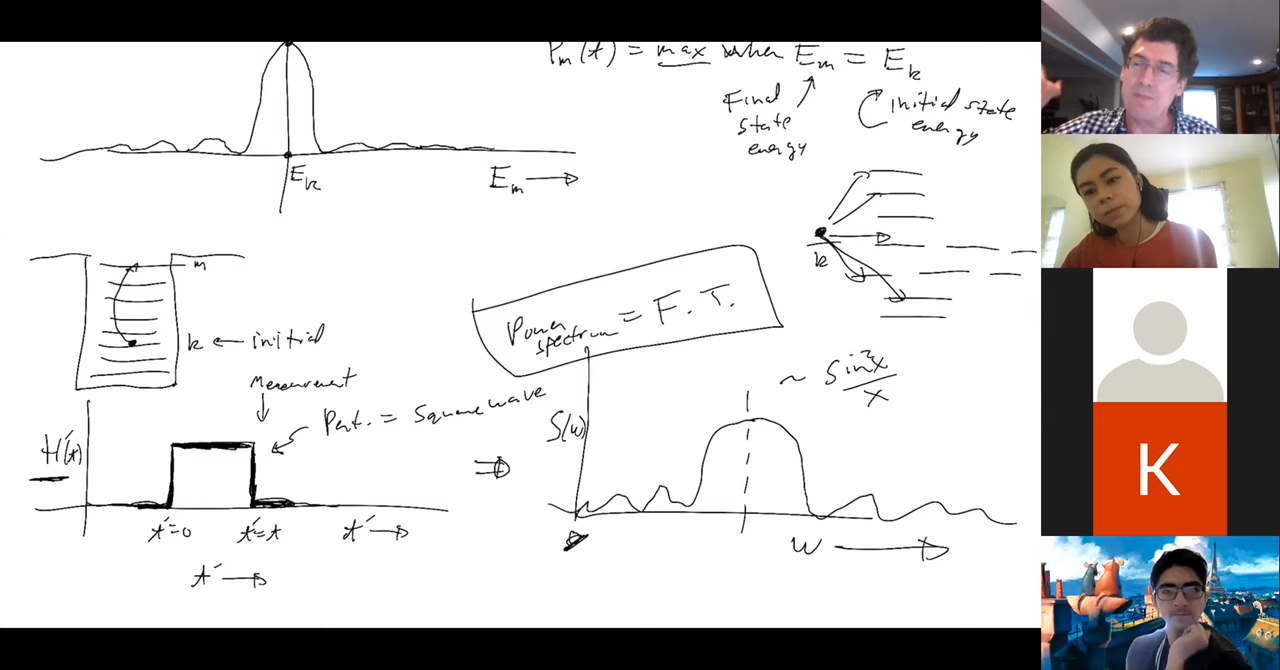 Pm(t) = max when Em = Ek
Final
state
energy
initial state
energy
Ek
Em →
m
k ← initial
k
Power
spectrum = F.T.
Measurement
↓
Pert. = Square wave
~ sin²x
x
H'(t)
S(ω)
⇒
t'=0
t'=t
t' →
ω →
t' →
K